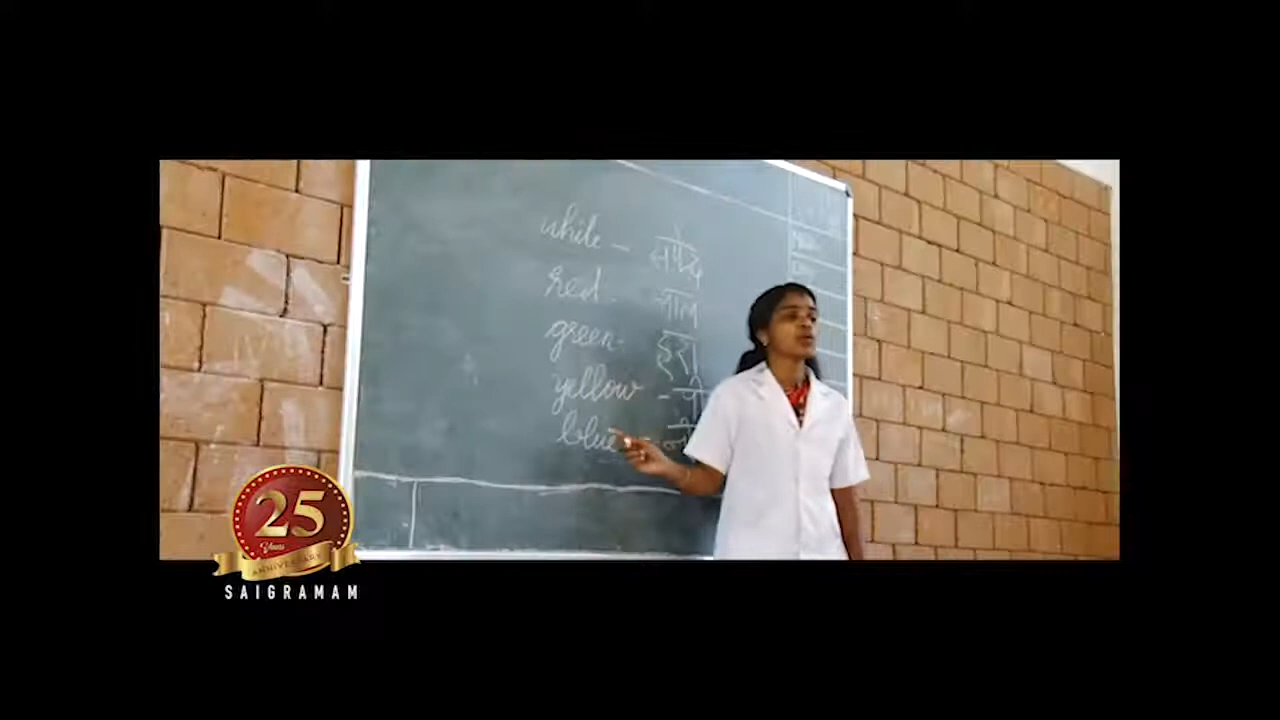 white - सफेद
red - लाल
green - हरा
yellow -
blue -
25
Years
ANNIVERSARY
SAIGRAMAM